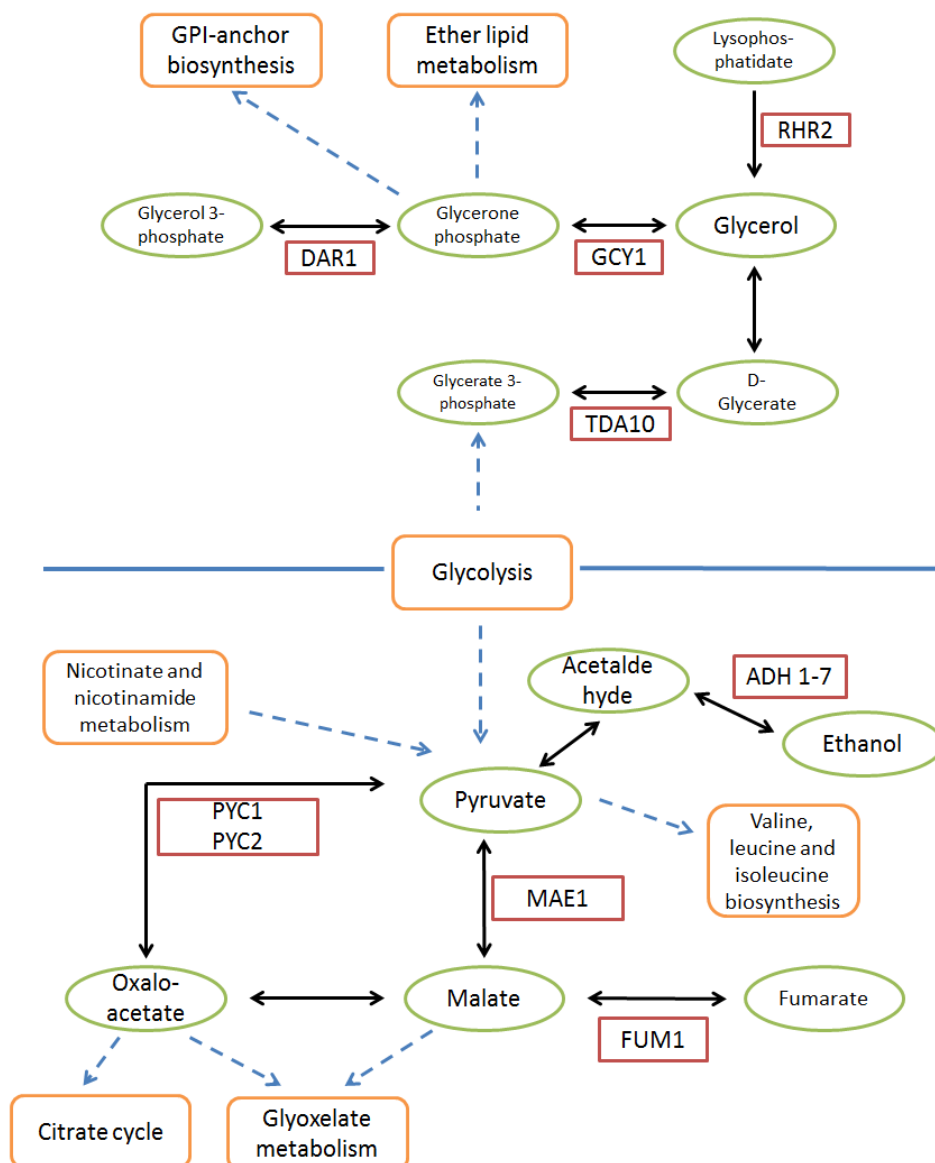 GPI-anchor
biosynthesis
Ether lipid
metabolism
Lysophos-
phatidate
RHR2
Glycerol 3-
phosphate
DAR1
Glycerone
phosphate
GCY1
Glycerol
Glycerate 3-
phosphate
TDA10
D-
Glycerate
Glycolysis
Nicotinate and
nicotinamide
metabolism
Acetalde
hyde
ADH 1-7
Ethanol
Pyruvate
PYC1
PYC2
Valine,
leucine and
isoleucine
biosynthesis
MAE1
Oxalo-
acetate
Malate
Fumarate
FUM1
Citrate cycle
Glyoxelate
metabolism